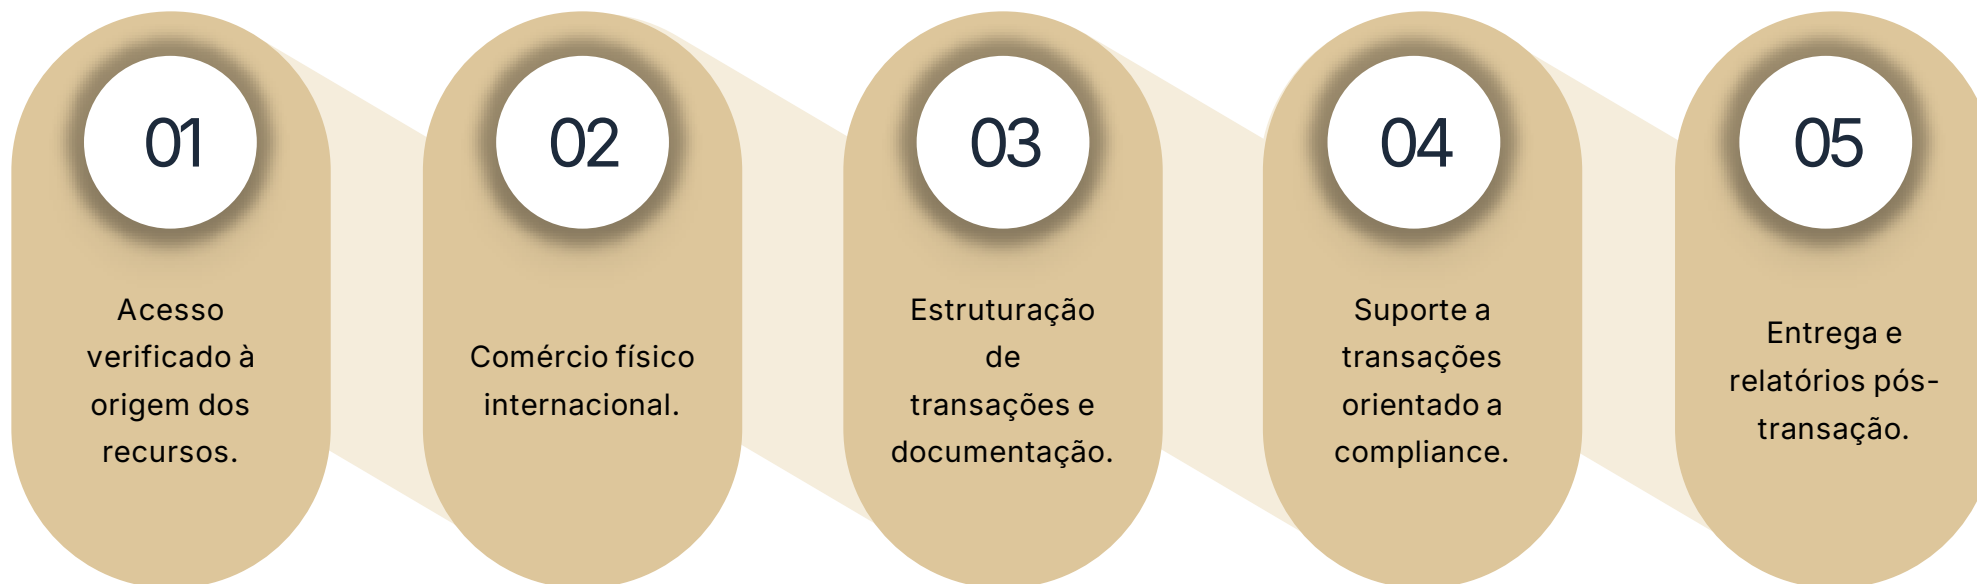 01
Acesso
verificado à
origem dos
recursos.
02
Comércio físico
internacional.
03
Estruturação
de
transações e
documentação.
04
Suporte a
transações
orientado a
compliance.
05
Entrega e
relatórios pós-
transação.